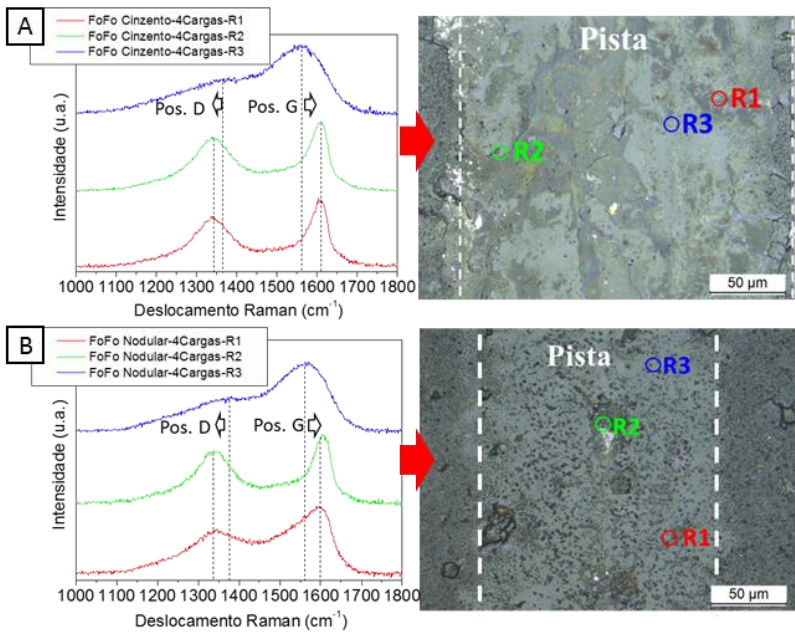 A
FoFo Cinzento-4Cargas-R1
FoFo Cinzento-4Cargas-R2
FoFo Cinzento-4Cargas-R3
Intensidade (u.a.)
Pos. D
Pos. G
1000 1100 1200 1300 1400 1500 1600 1700 1800
Deslocamento Raman (cm⁻¹)
Pista
R1
R3
R2
50 µm
B
FoFo Nodular-4Cargas-R1
FoFo Nodular-4Cargas-R2
FoFo Nodular-4Cargas-R3
Intensidade (u.a.)
Pos. D
Pos. G
1000 1100 1200 1300 1400 1500 1600 1700 1800
Deslocamento Raman (cm⁻¹)
Pista
R3
R2
R1
50 µm